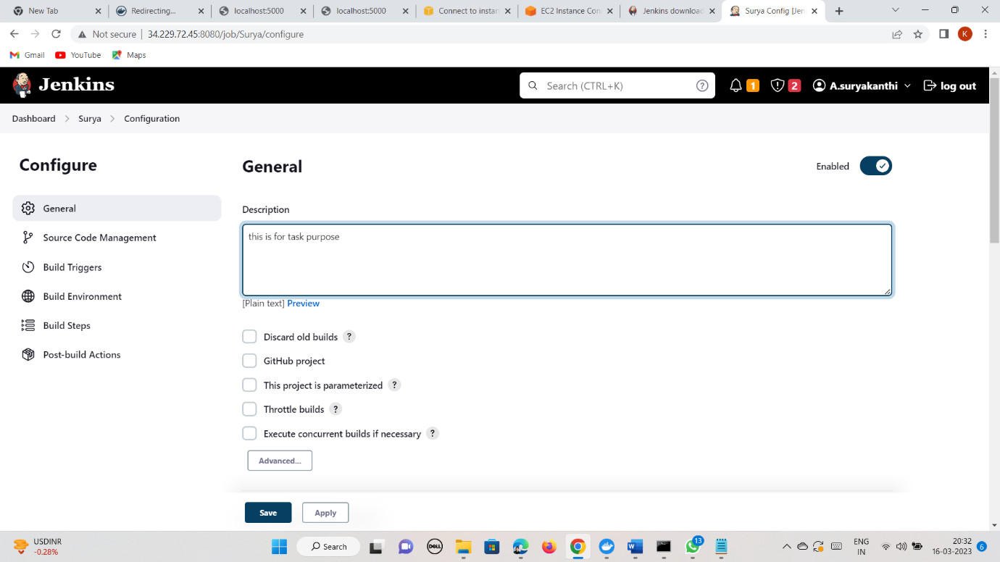 New Tab
Redirecting...
localhost:5000
localhost:5000
Connect to instan
EC2 Instance Con
Jenkins download
Surya Config [Jen
Not secure
34.229.72.45:8080/job/Surya/configure
K
Gmail
YouTube
Maps
Jenkins
Search (CTRL+K)
?
1
2
A.suryakanthi
log out
Dashboard
Surya
Configuration
Configure
General
Enabled
General
Source Code Management
Build Triggers
Build Environment
Build Steps
Post-build Actions
Description
this is for task purpose
[Plain text] Preview
Discard old builds ?
GitHub project
This project is parameterized ?
Throttle builds ?
Execute concurrent builds if necessary ?
Advanced...
Save
Apply
USDINR
-0.28%
Search
DELL
W
13
ENG
IN
20:32
16-03-2023
6